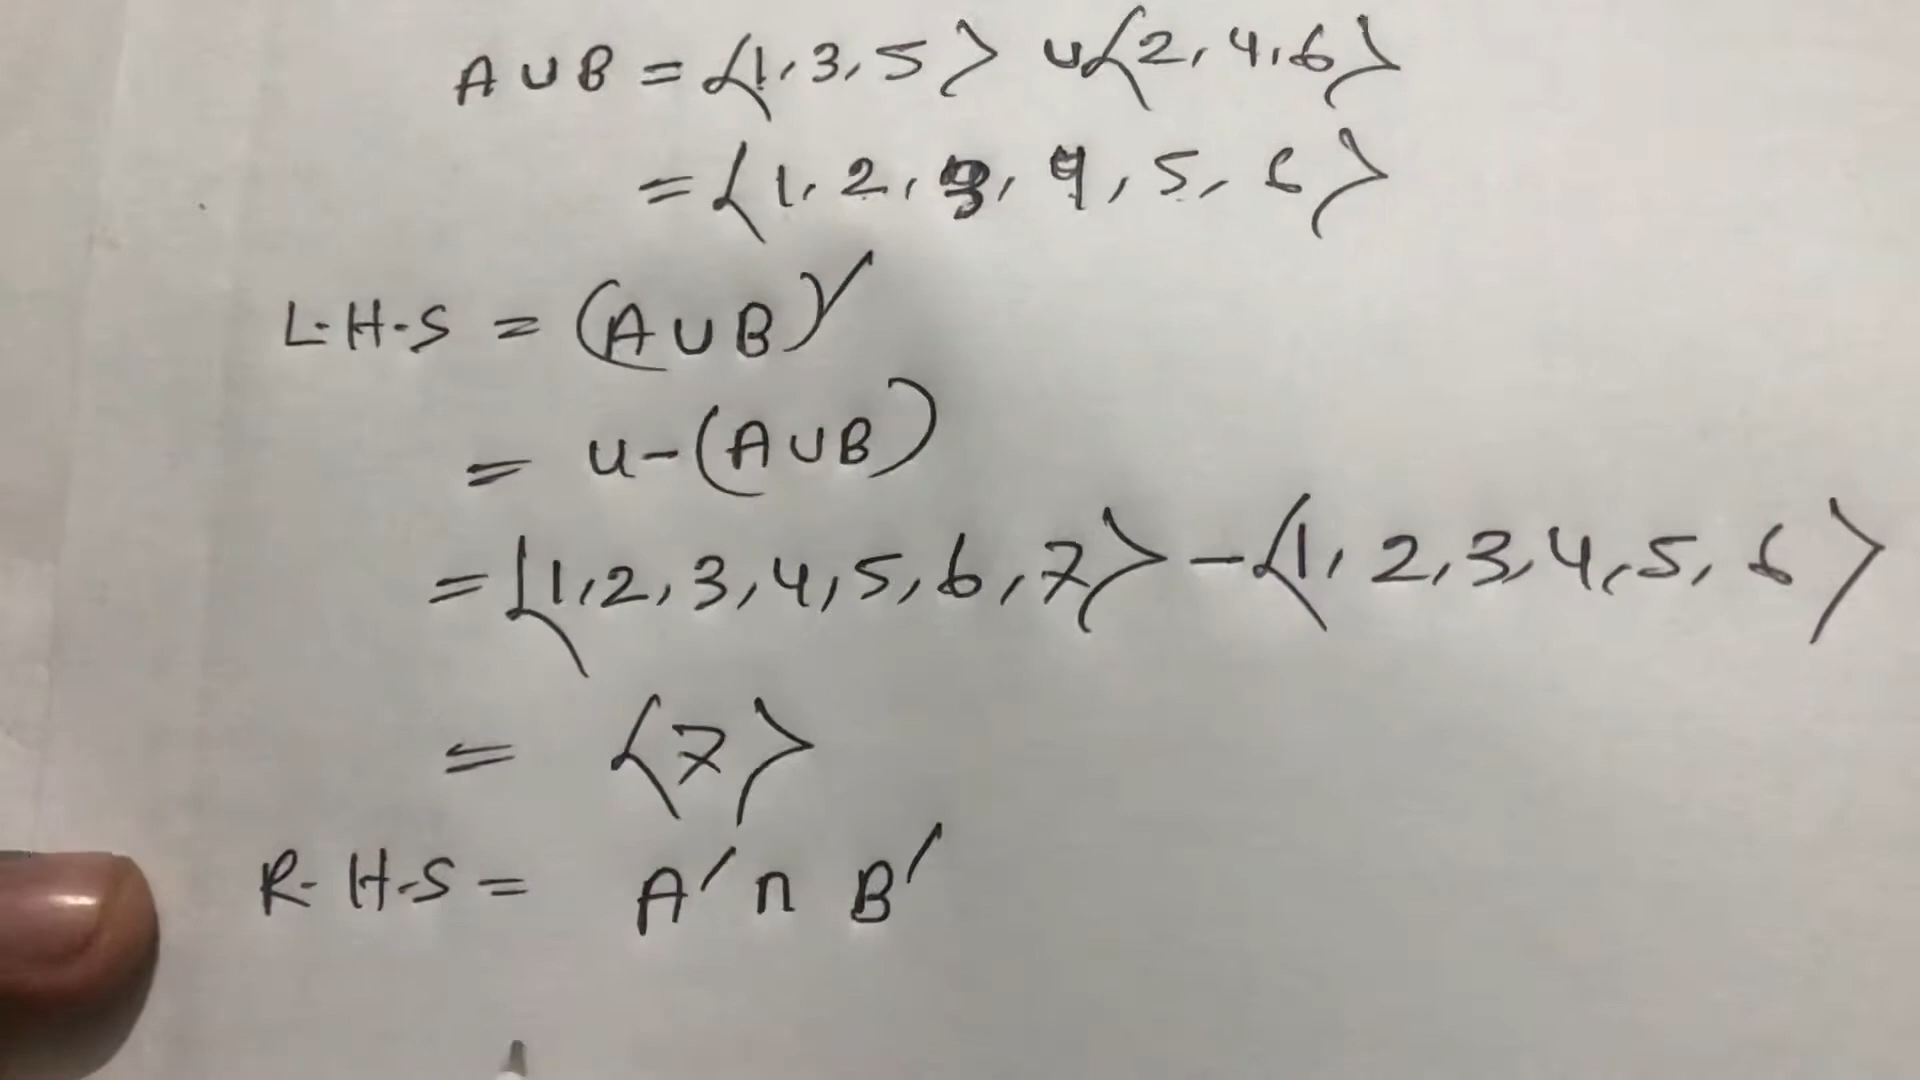 A∪B = {1,3,5} ∪ {2,4,6}
= {1,2,3,4,5,6}
L.H.S = (A∪B)′
= u-(A∪B)
= {1,2,3,4,5,6,7} - {1,2,3,4,5,6}
= {7}
R.H.S = A′ ∩ B′